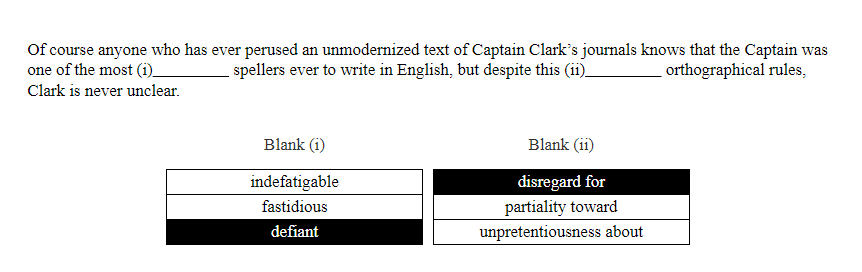 Of course anyone who has ever perused an unmodernized text of Captain Clark's journals knows that the Captain was
one of the most (i)__________ spellers ever to write in English, but despite this (ii)__________ orthographical rules,
Clark is never unclear.
Blank (i) Blank (ii)
indefatigable disregard for
fastidious partiality toward
defiant unpretentiousness about